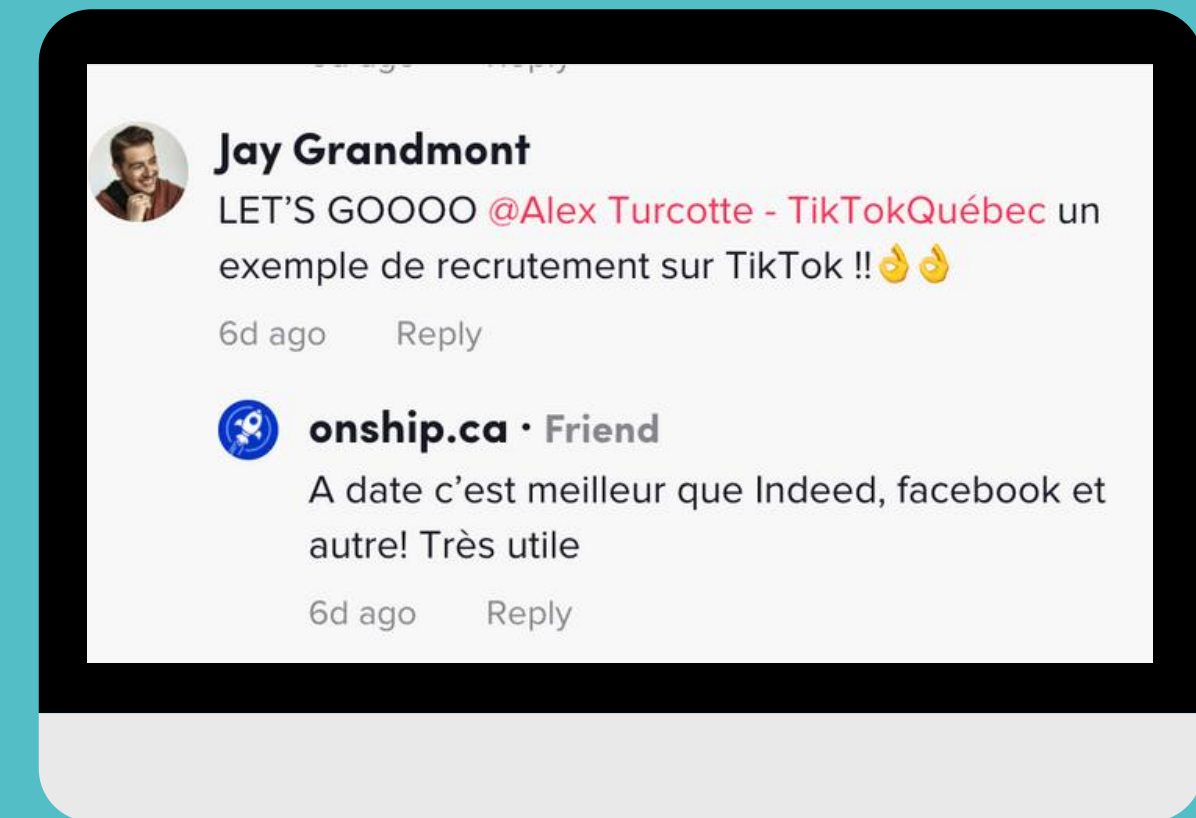 Jay Grandmont
LET'S GOOOO @Alex Turcotte - TikTokQuébec un
exemple de recrutement sur TikTok !!👌👌
6d ago Reply
onship.ca · Friend
A date c'est meilleur que Indeed, facebook et
autre! Très utile
6d ago Reply